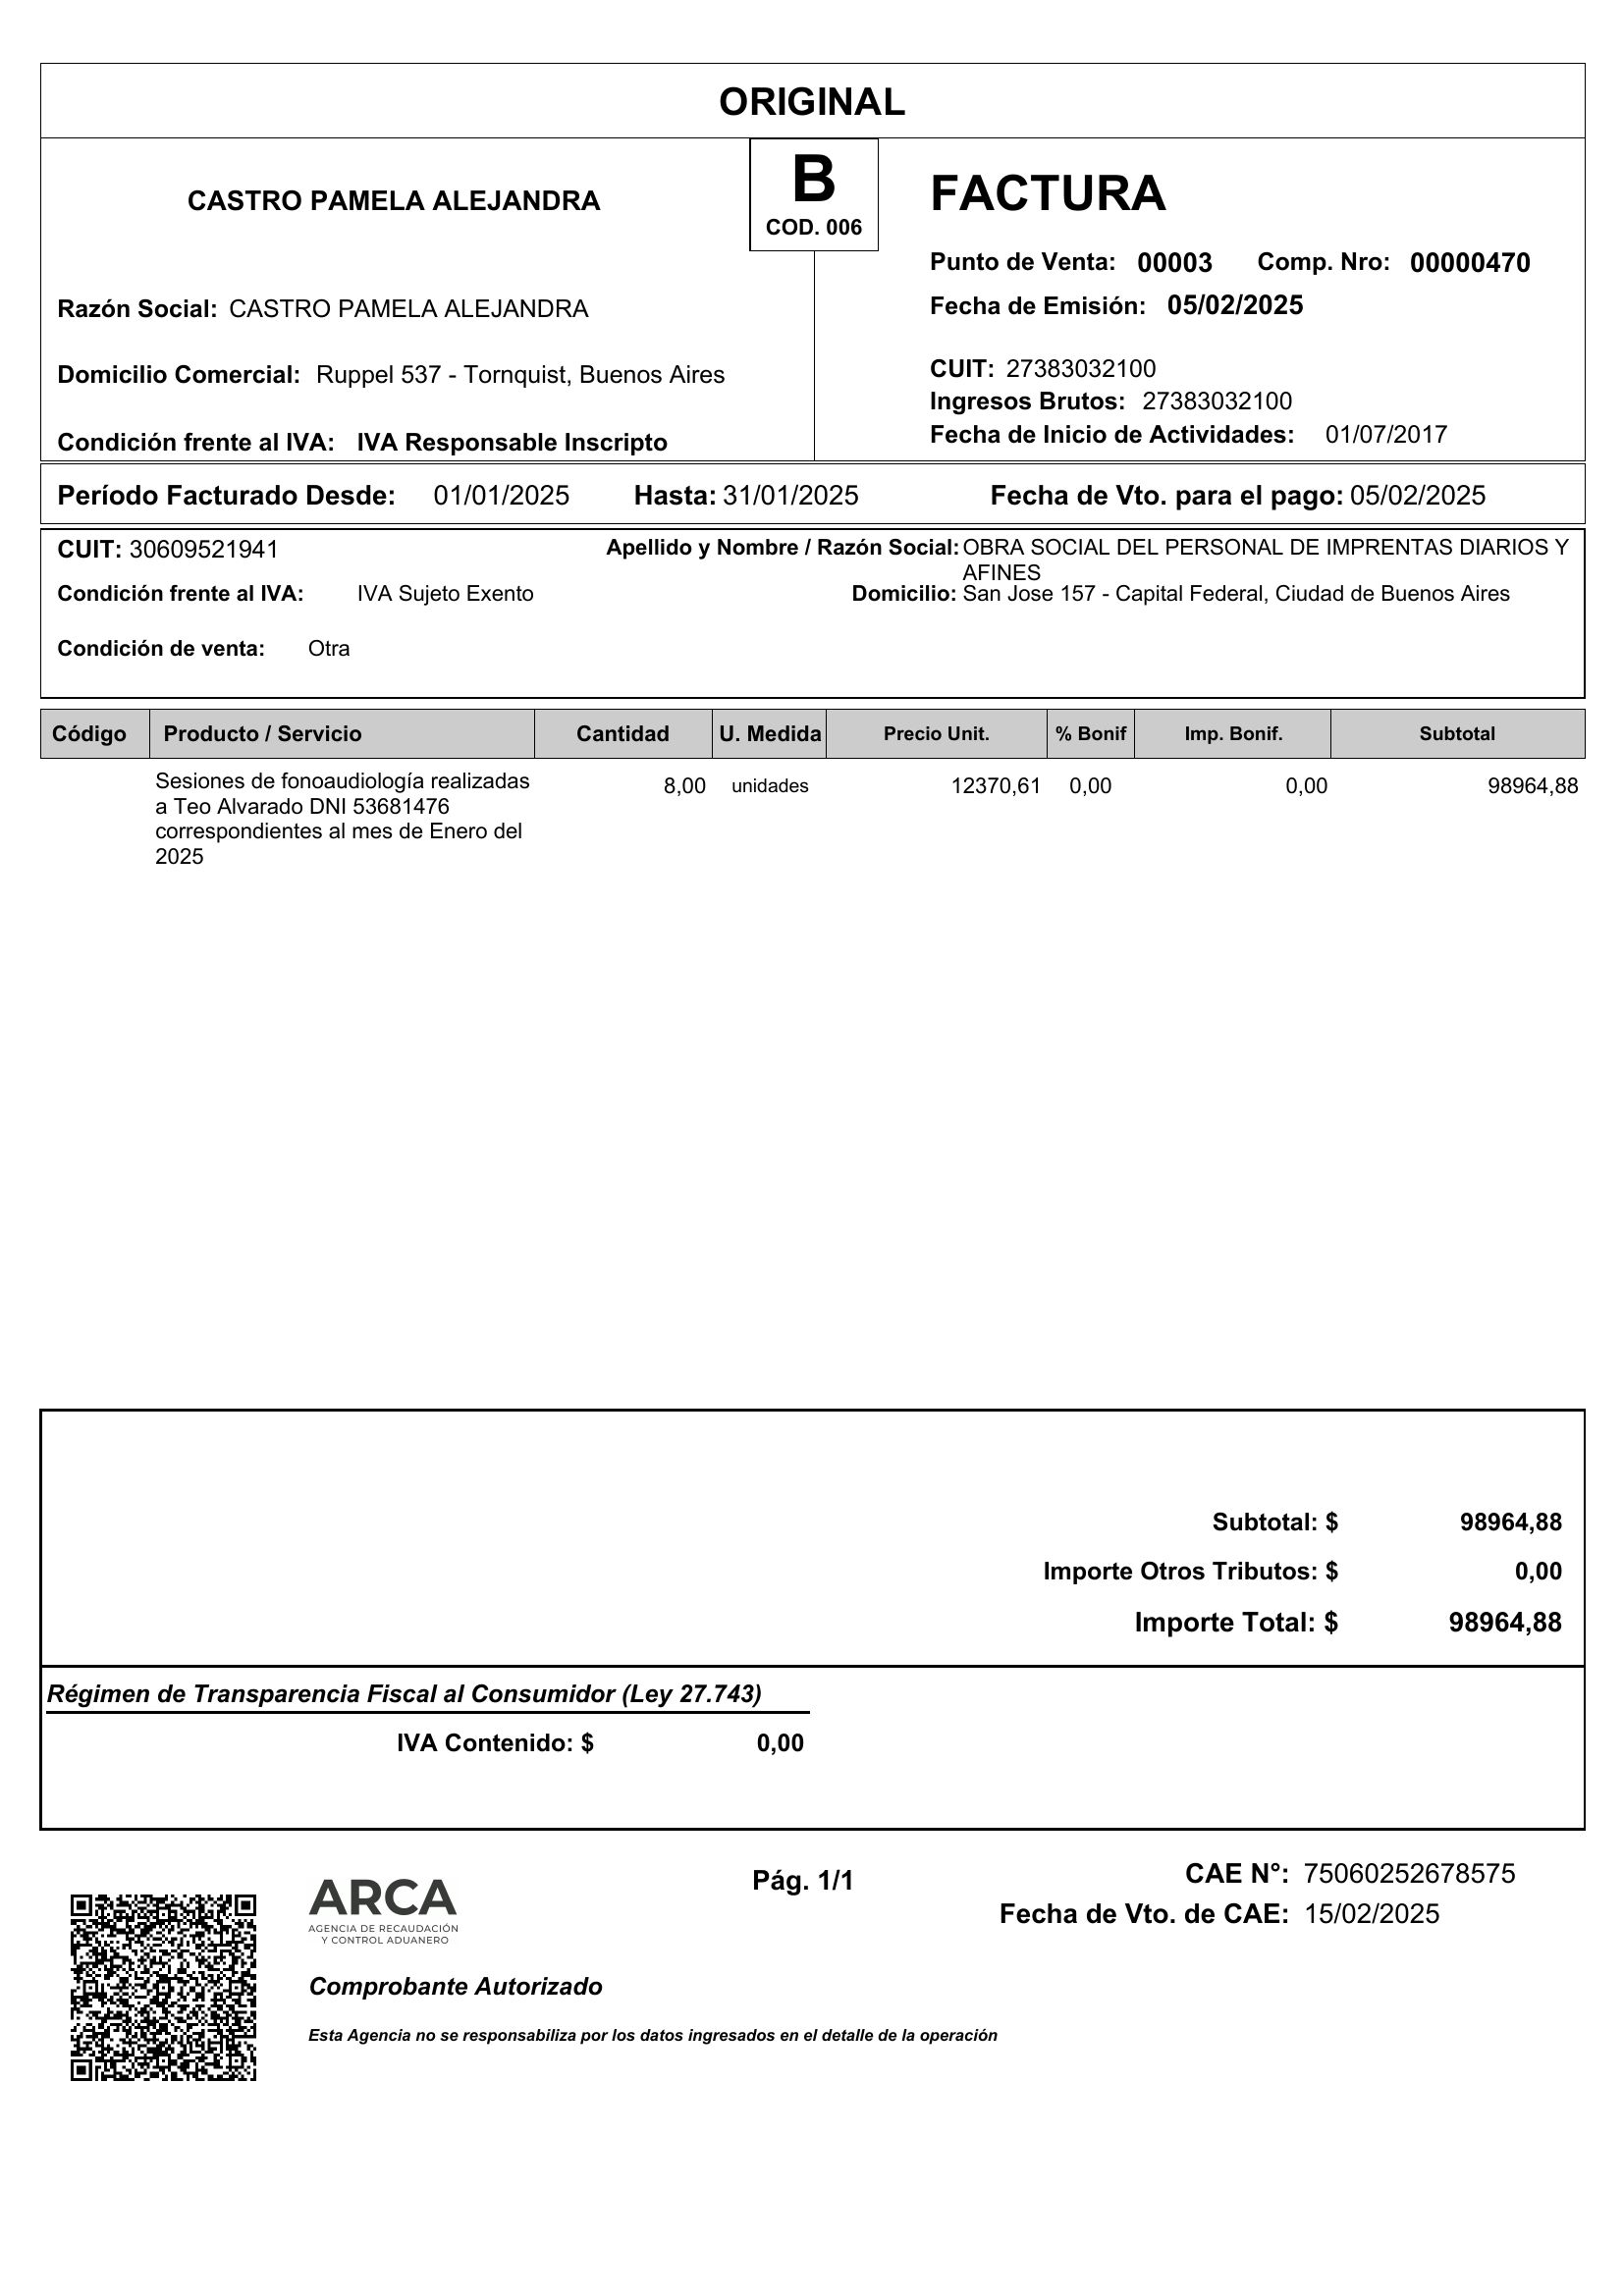 ORIGINAL
CASTRO PAMELA ALEJANDRA
B
COD. 006
FACTURA
Punto de Venta: 00003 Comp. Nro: 00000470
Fecha de Emisión: 05/02/2025
Razón Social: CASTRO PAMELA ALEJANDRA
Domicilio Comercial: Ruppel 537 - Tornquist, Buenos Aires
CUIT: 27383032100
Ingresos Brutos: 27383032100
Condición frente al IVA: IVA Responsable Inscripto
Fecha de Inicio de Actividades: 01/07/2017
Período Facturado Desde: 01/01/2025 Hasta: 31/01/2025 Fecha de Vto. para el pago: 05/02/2025
CUIT: 30609521941 Apellido y Nombre / Razón Social: OBRA SOCIAL DEL PERSONAL DE IMPRENTAS DIARIOS Y
AFINES
Condición frente al IVA: IVA Sujeto Exento Domicilio: San Jose 157 - Capital Federal, Ciudad de Buenos Aires
Condición de venta: Otra
Código Producto / Servicio Cantidad U. Medida Precio Unit. % Bonif Imp. Bonif. Subtotal
Sesiones de fonoaudiología realizadas 8,00 unidades 12370,61 0,00 0,00 98964,88
a Teo Alvarado DNI 53681476
correspondientes al mes de Enero del
2025
Subtotal: $ 98964,88
Importe Otros Tributos: $ 0,00
Importe Total: $ 98964,88
Régimen de Transparencia Fiscal al Consumidor (Ley 27.743)
IVA Contenido: $ 0,00
ARCA
AGENCIA DE RECAUDACIÓN
Y CONTROL ADUANERO
Pág. 1/1
CAE N°: 75060252678575
Fecha de Vto. de CAE: 15/02/2025
Comprobante Autorizado
Esta Agencia no se responsabiliza por los datos ingresados en el detalle de la operación